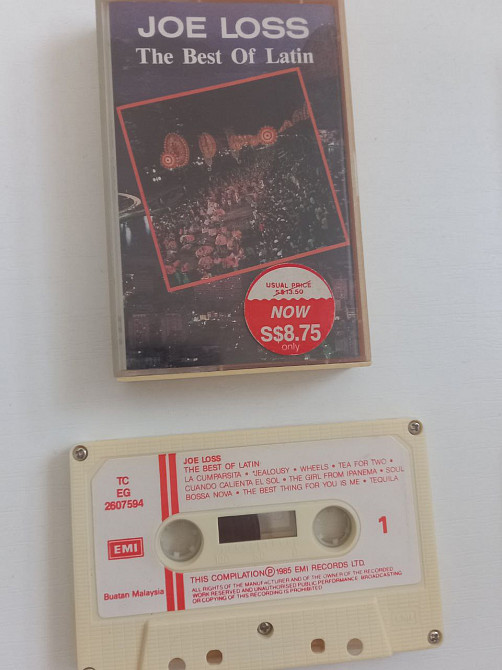 JOE LOSS
The Best Of Latin
USUAL PRICE
S$13.50
NOW
S$8.75
only
JOE LOSS
THE BEST OF LATIN
LA CUMPARSITA • JEALOUSY • WHEELS • TEA FOR TWO •
CUANDO CALIENTA EL SOL • THE GIRL FROM IPANEMA • SOUL
BOSSA NOVA • THE BEST THING FOR YOU IS ME • TEQUILA
TC
EG
2607594
EMI
1
Buatan Malaysia
THIS COMPILATION Ⓟ 1985 EMI RECORDS LTD.
ALL RIGHTS OF THE MANUFACTURER AND OF THE OWNER OF THE RECORDED
WORK RESERVED AND UNAUTHORISED PUBLIC PERFORMANCE BROADCASTING
OR COPYING OF THIS RECORDING IS PROHIBITED